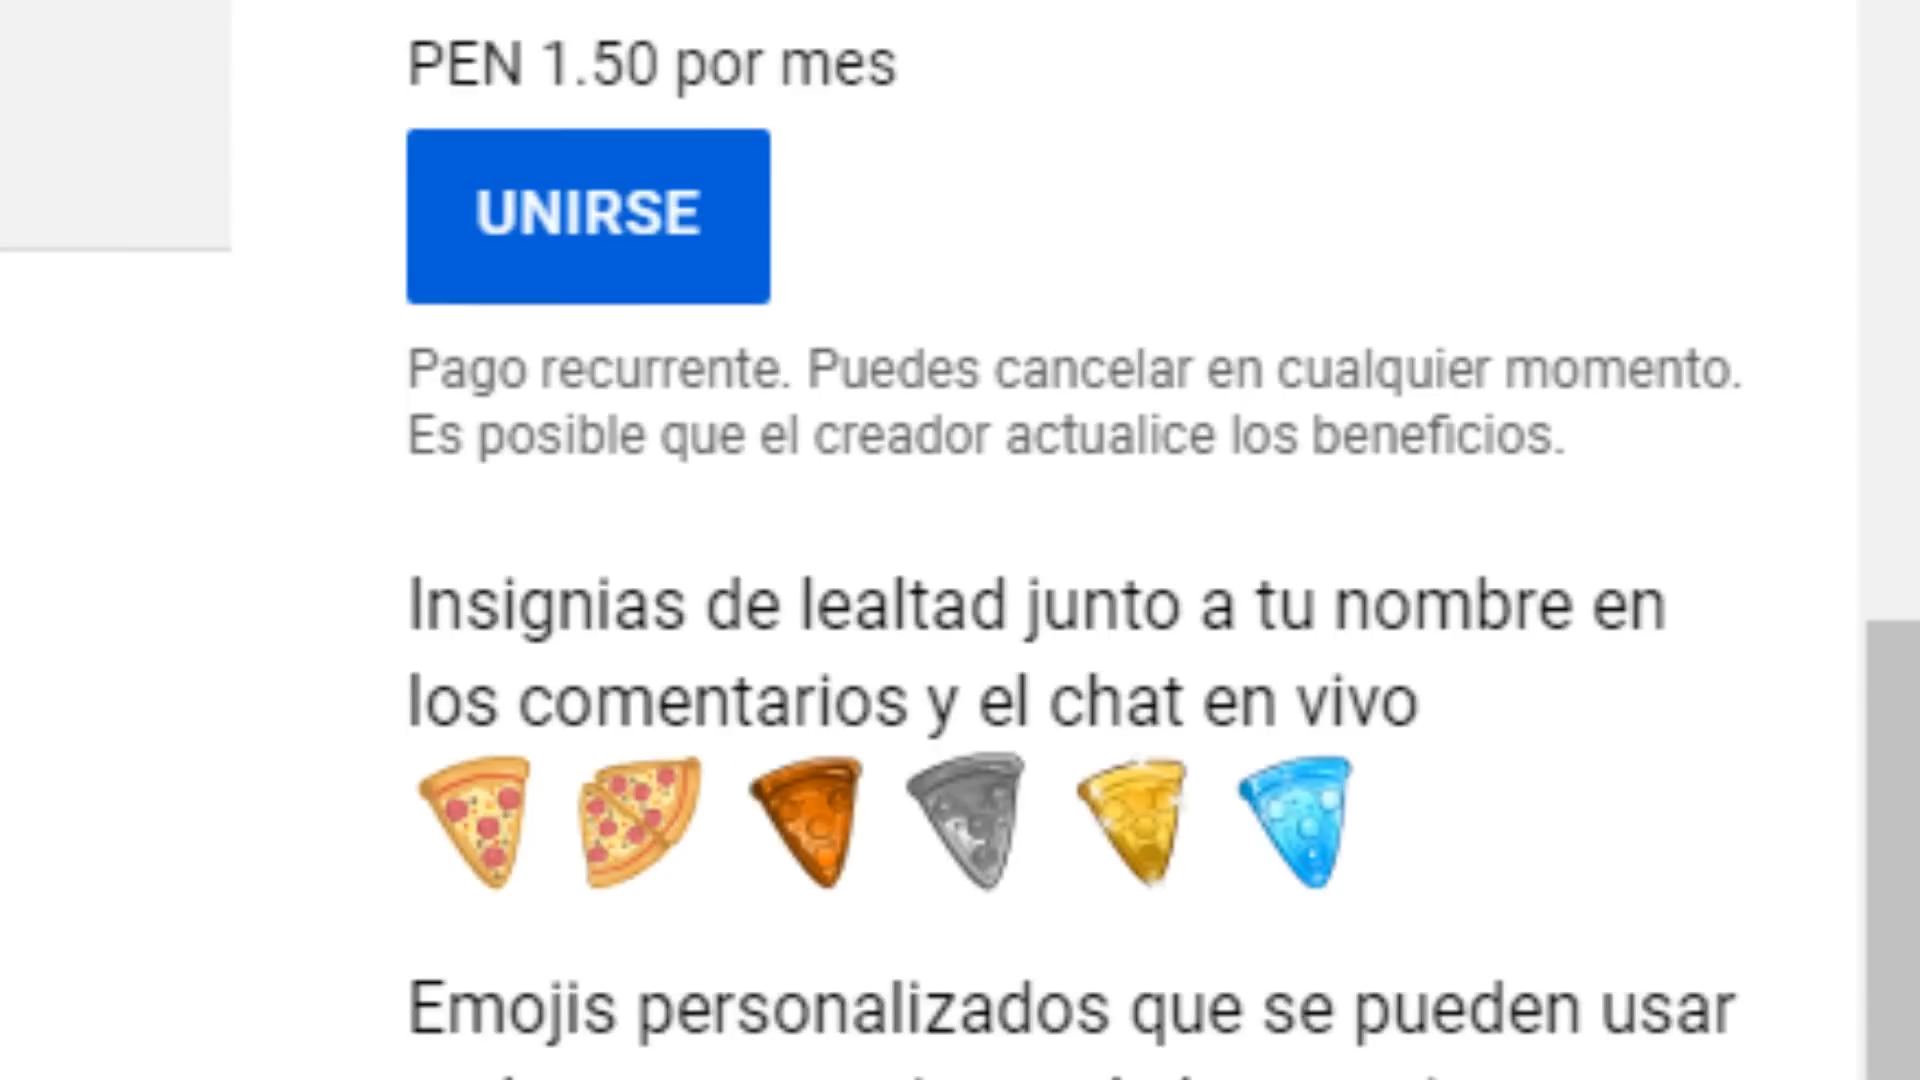 PEN 1.50 por mes
UNIRSE
Pago recurrente. Puedes cancelar en cualquier momento.
Es posible que el creador actualice los beneficios.
Insignias de lealtad junto a tu nombre en
los comentarios y el chat en vivo
Emojis personalizados que se pueden usar